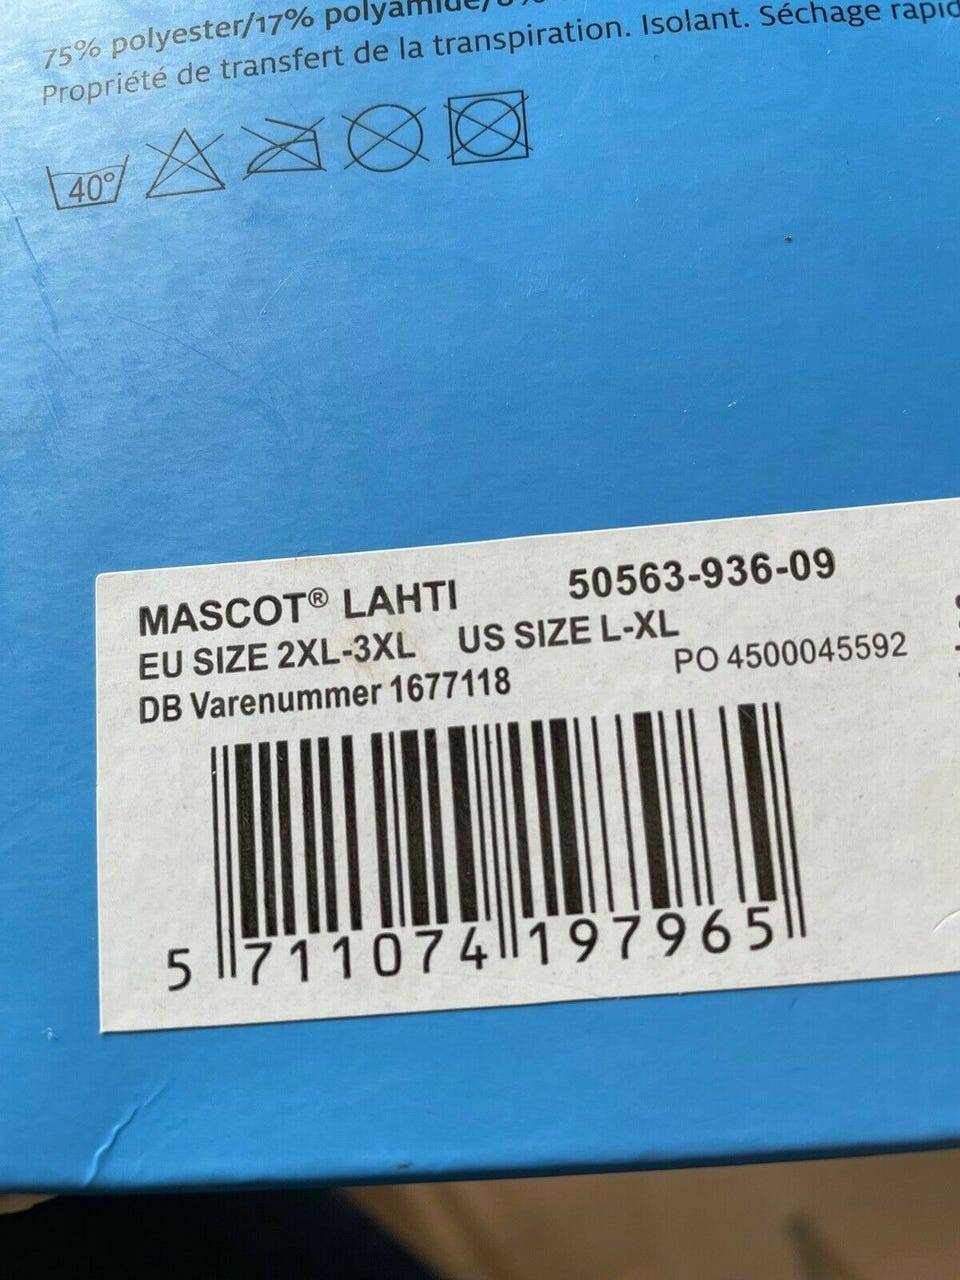 75% polyester/17% polyamide/8%
Propriété de transfert de la transpiration. Isolant. Séchage rapid
40°
MASCOT® LAHTI 50563-936-09
EU SIZE 2XL-3XL US SIZE L-XL
DB Varenummer 1677118 PO 4500045592
5 711074 197965